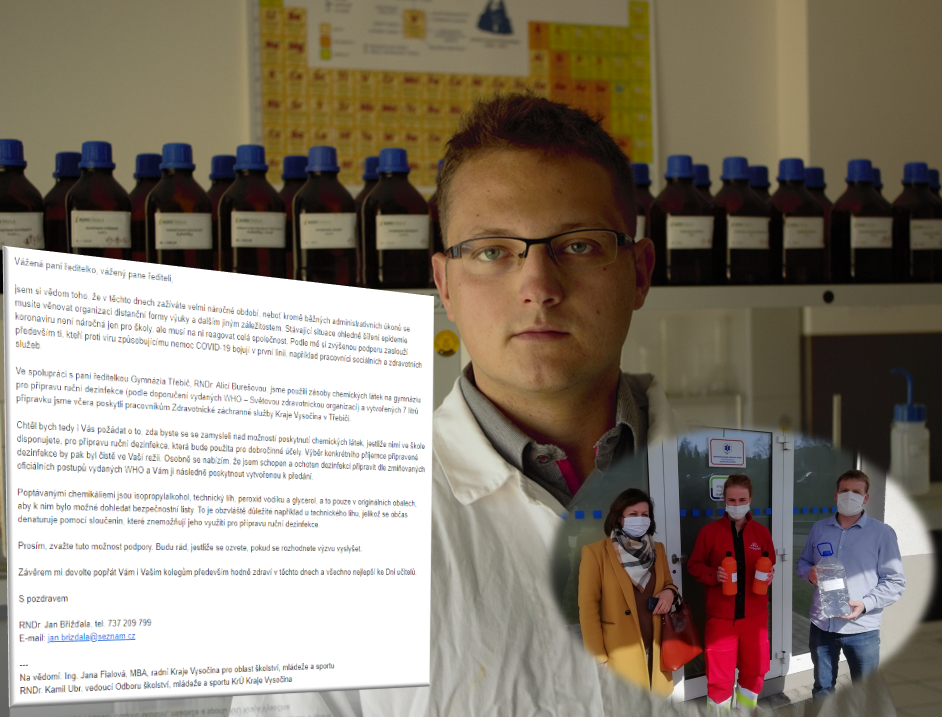 Vážená paní ředitelko, vážený pane řediteli,
jsem si vědom toho, že v těchto dnech zažíváte velmi náročné období, neboť kromě běžných administrativních úkonů se
musíte věnovat organizaci distanční formy výuky a dalším jiným záležitostem. Stávající situace ohledně šíření epidemie
koronaviru není náročná jen pro školy, ale musí na ni reagovat celá společnost. Podle mě si zvýšenou podporu zaslouží
především ti, kteří proti viru způsobujícímu nemoc COVID-19 bojují v první linii, například pracovníci sociálních a zdravotních
služeb.
Ve spolupráci s paní ředitelkou Gymnázia Třebíč, RNDr. Alicí Burešovou, jsme použili zásoby chemických látek na gymnáziu
pro přípravu ruční dezinfekce (podle doporučení vydaných WHO – Světovou zdravotnickou organizací) a vytvořených 7 litrů
přípravku jsme včera poskytli pracovníkům Zdravotnické záchranné služby Kraje Vysočina v Třebíči.
Chtěl bych tedy i Vás požádat o to, zda byste se se zamysleli nad možností poskytnutí chemických látek, jestliže jimi ve škole
disponujete, pro přípravu ruční dezinfekce, která bude použita pro dobročinné účely. Výběr konkrétního příjemce připravené
dezinfekce by pak byl čistě ve Vaší režii. Osobně se nabízím, že jsem schopen a ochoten dezinfekci připravit dle zmiňovaných
oficiálních postupů vydaných WHO a Vám ji následně poskytnout vytvořenou k předání.
Poptávanými chemikáliemi jsou isopropylalkohol, technický líh, peroxid vodíku a glycerol, a to pouze v originálních obalech,
aby k nim bylo možné dohledat bezpečnostní listy. To je obzvláště důležité například u technického lihu, jelikož se občas
denaturuje pomocí sloučenin, které znemožňují jeho využití pro přípravu ruční dezinfekce.
Prosím, zvažte tuto možnost podpory. Budu rád, jestliže se ozvete, pokud se rozhodnete výzvu vyslyšet.
Závěrem mi dovolte popřát Vám i Vašim kolegům především hodně zdraví v těchto dnech a všechno nejlepší ke Dni učitelů.
S pozdravem
RNDr. Jan Břížďala, tel. 737 209 799
E-mail: jan.brizdala@seznam.cz
---
Na vědomí: Ing. Jana Fialová, MBA, radní Kraje Vysočina pro oblast školství, mládeže a sportu
RNDr. Kamil Ubr, vedoucí Odboru školství, mládeže a sportu KrÚ Kraje Vysočina